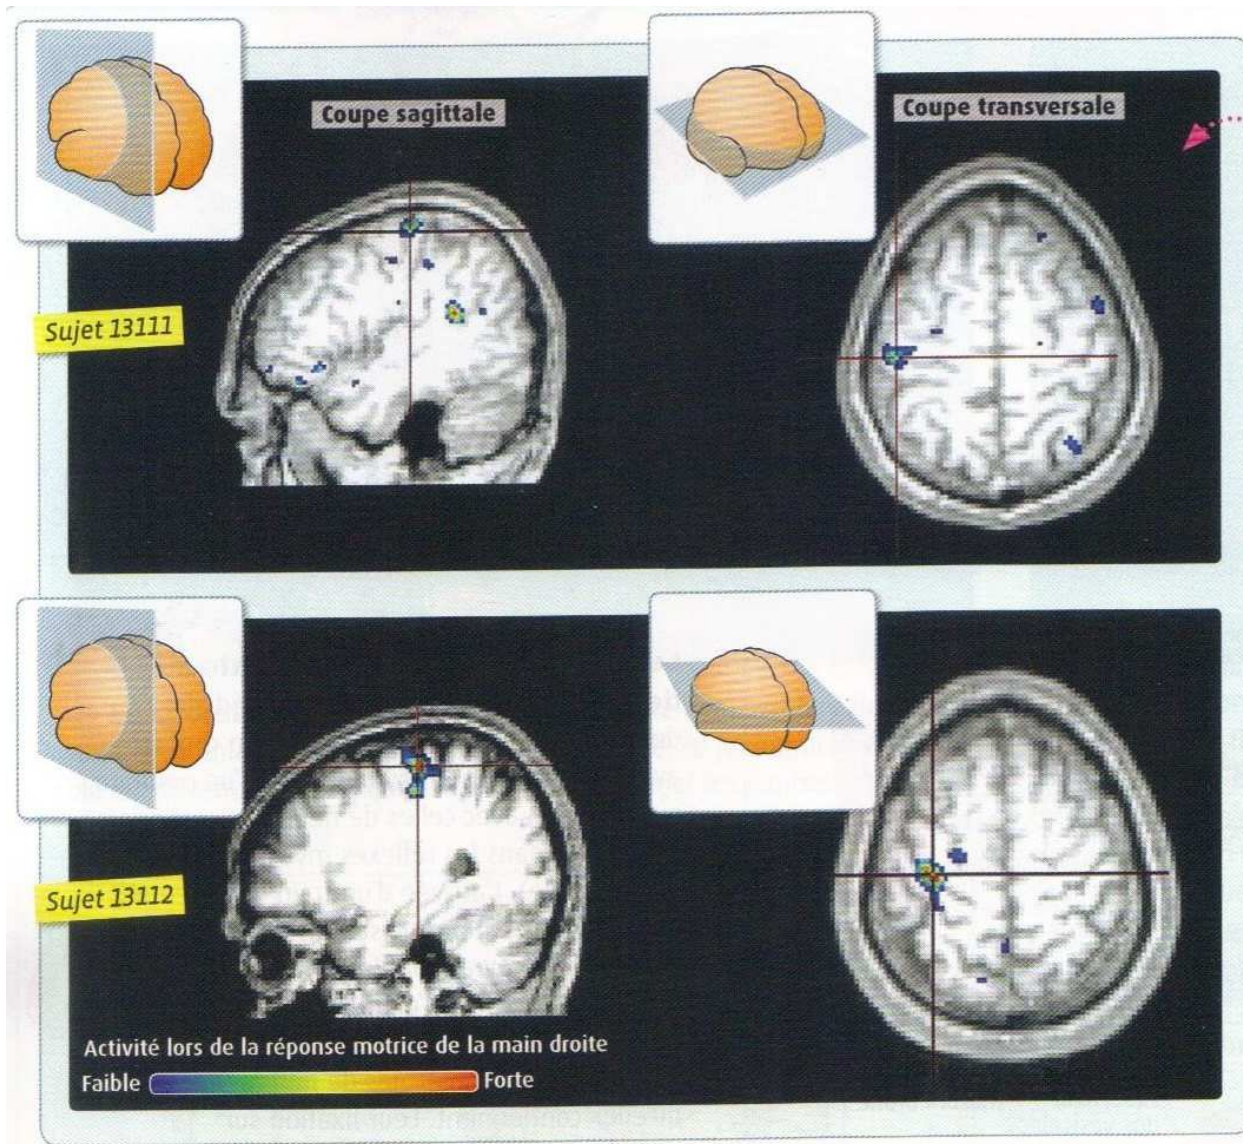 Coupe sagittale
Coupe transversale
Sujet 13111
Sujet 13112
Activité lors de la réponse motrice de la main droite
Faible
Forte